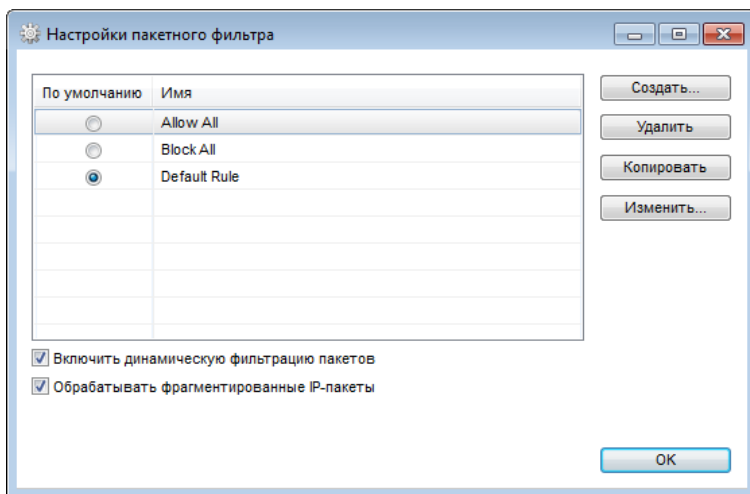 Настройки пакетного фильтра
По умолчанию Имя
Allow All
Block All
Default Rule
Создать...
Удалить
Копировать
Изменить...
Включить динамическую фильтрацию пакетов
Обрабатывать фрагментированные IP-пакеты
OK